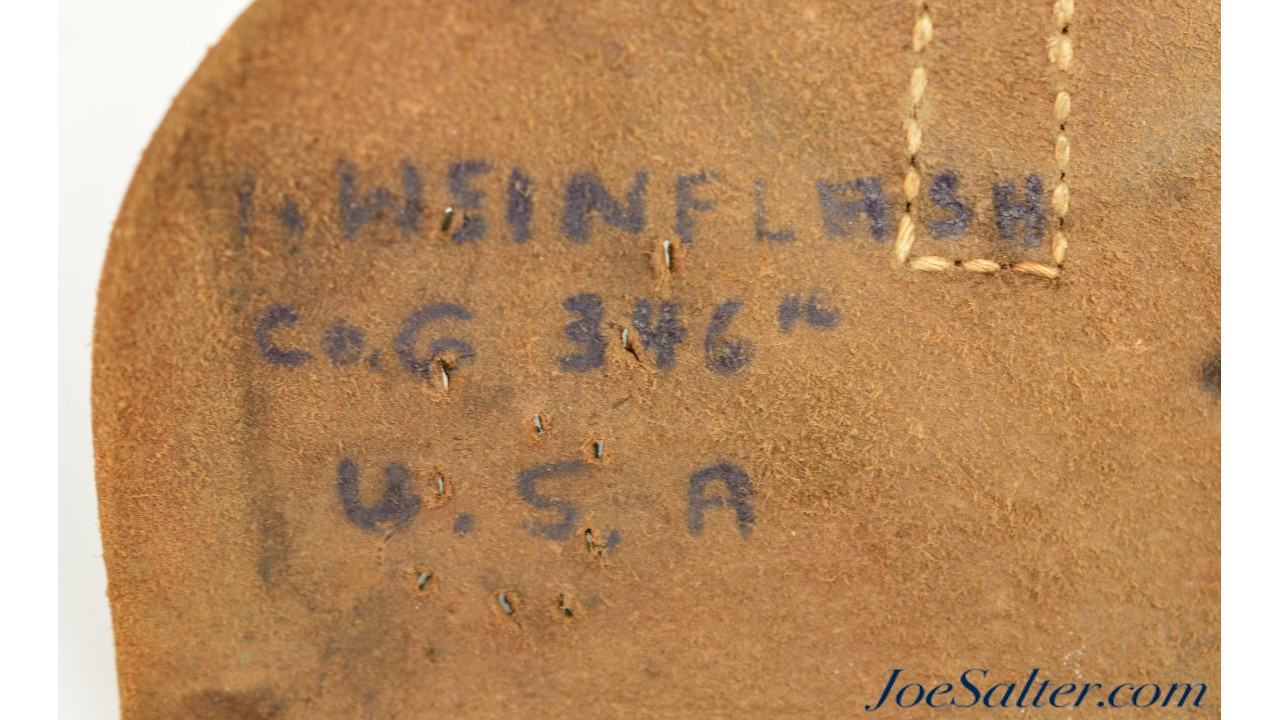 I. WEINFLASH
Co. G 346"
U. S. A
JoeSalter.com